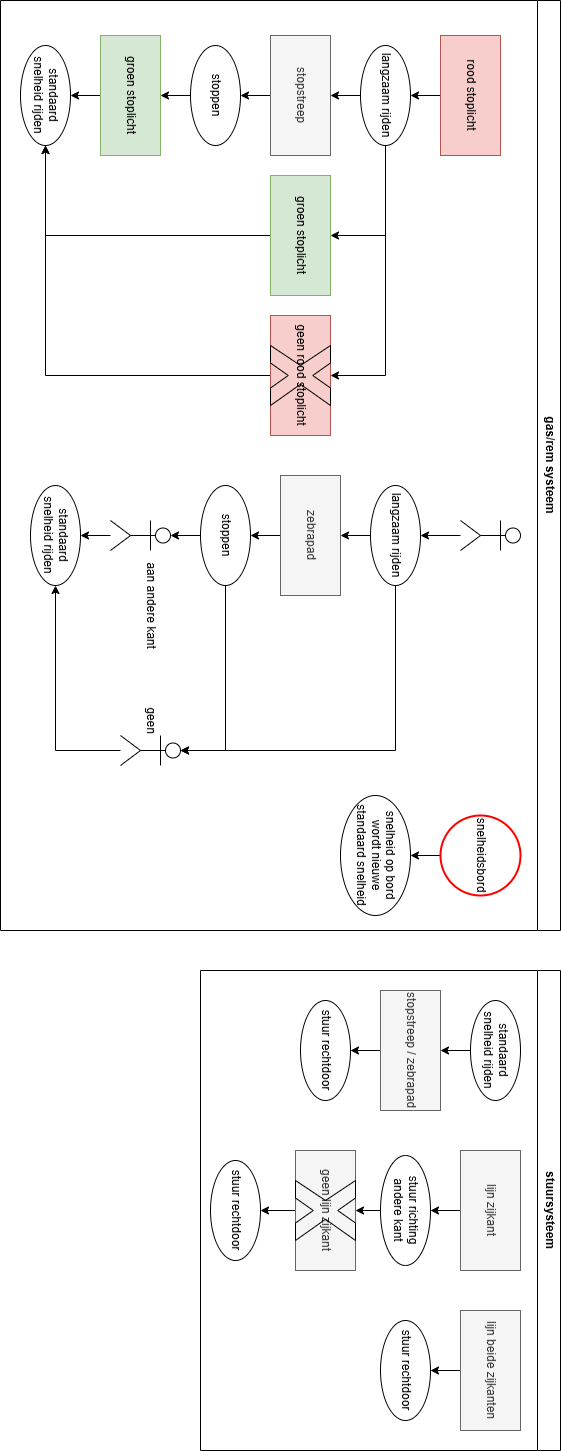 gas/rem systeem
rood stoplicht
langzaam rijden
stopstreep
stoppen
groen stoplicht
standaard
snelheid rijden
groen stoplicht
geen rood stoplicht
langzaam rijden
zebrapad
stoppen
aan andere kant
standaard
snelheid rijden
geen
snelheidsbord
snelheid op bord
wordt nieuwe
standaard snelheid
stuursysteem
standaard
snelheid rijden
stopstreep / zebrapad
stuur rechtdoor
lijn zijkant
stuur richting
andere kant
geen lijn zijkant
stuur rechtdoor
lijn beide zijkanten
stuur rechtdoor